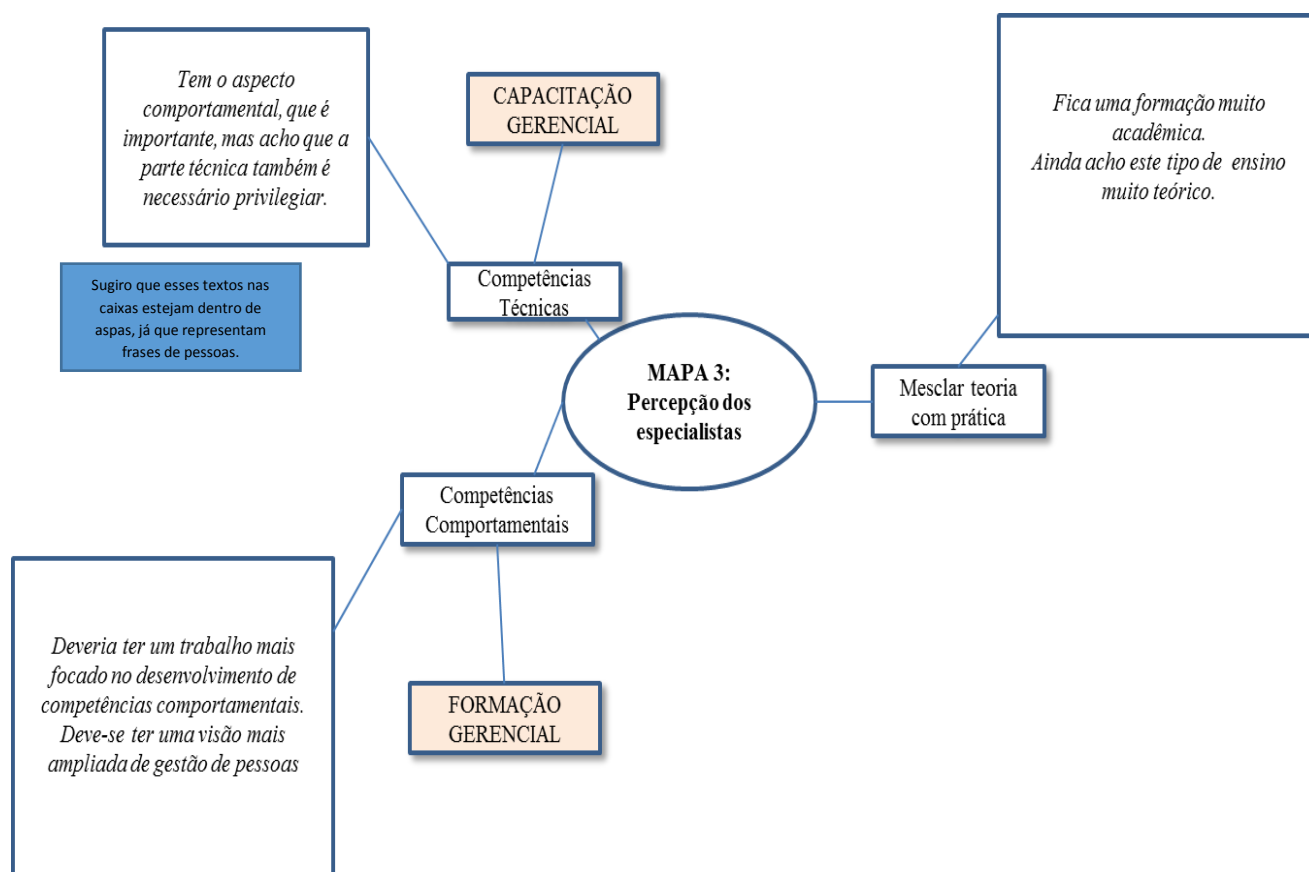 Tem o aspecto
comportamental, que é
importante, mas acho que a
parte técnica também é
necessário privilegiar.
CAPACITAÇÃO
GERENCIAL
Fica uma formação muito
acadêmica.
Ainda acho este tipo de ensino
muito teórico.
Sugiro que esses textos nas
caixas estejam dentro de
aspas, já que representam
frases de pessoas.
Competências
Técnicas
MAPA 3:
Percepção dos
especialistas
Mesclar teoria
com prática
Competências
Comportamentais
Deveria ter um trabalho mais
focado no desenvolvimento de
competências comportamentais.
Deve-se ter uma visão mais
ampliada de gestão de pessoas
FORMAÇÃO
GERENCIAL